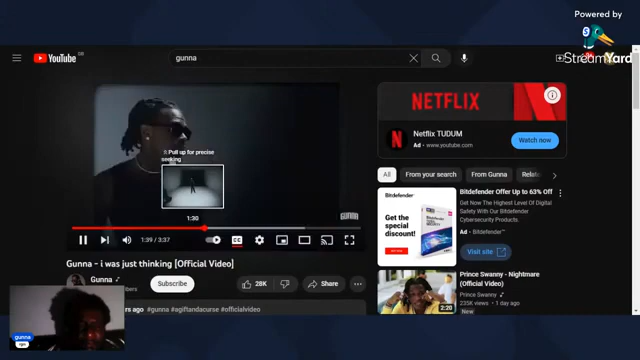 Powered by
StreamYard
YouTube
gunna
NETFLIX
Netflix TUDUM
Ad • www.youtube.com
Watch now
Pull up for precise
seeking
1:30
GUNNA
1:39 / 3:37
All
From your search
From Gunna
Bitdefender
Get the
special
discount!
Bitdefender Offer Up to 63% Off
Get Now The Highest Level of Digital
Safety With Our Bitdefender
Cybersecurity Products.
Ad • Bitdefender
Visit site
Gunna - i was just thinking [Official Video]
Gunna
Subscribe
28K
Share
#gunna #agiftandacurse #officialvideo
Prince Swanny - Nightmare
(Official Video)
Prince Swanny
235K views • 1 day ago
New
2:20
gunna